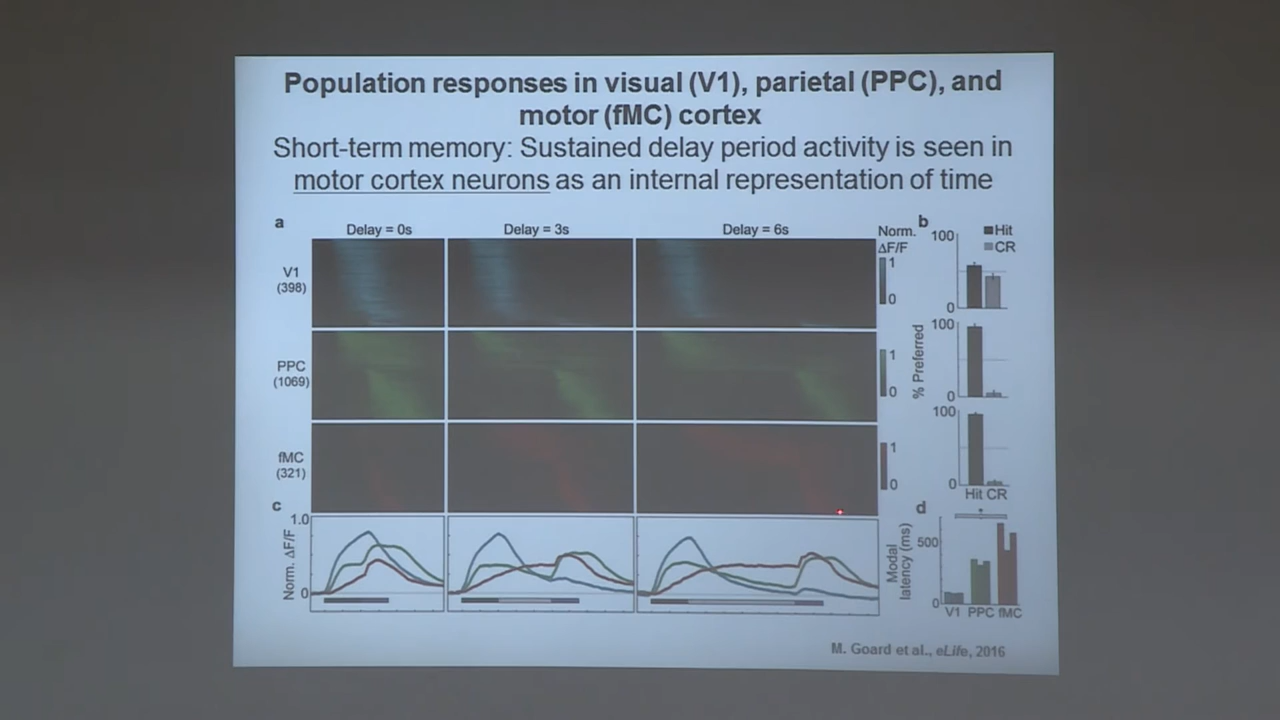 Population responses in visual (V1), parietal (PPC), and
motor (fMC) cortex
Short-term memory: Sustained delay period activity is seen in
motor cortex neurons as an internal representation of time
a
Delay = 0s
Delay = 3s
Delay = 6s
Norm.
ΔF/F
1
0
V1
(398)
PPC
(1069)
1
0
fMC
(321)
1
0
b
Hit
CR
100
0
100
0
100
0
% Preferred
Hit CR
c
1.0
0
Norm. ΔF/F
d
*
500
0
Modal
latency (ms)
V1 PPC fMC
M. Goard et al., eLife, 2016